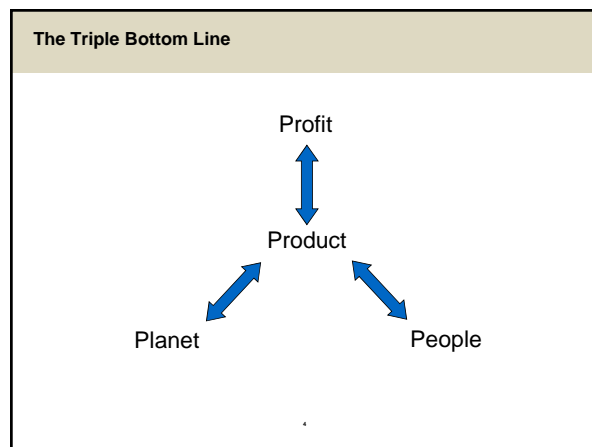 The Triple Bottom Line
Profit
Product
Planet People
4